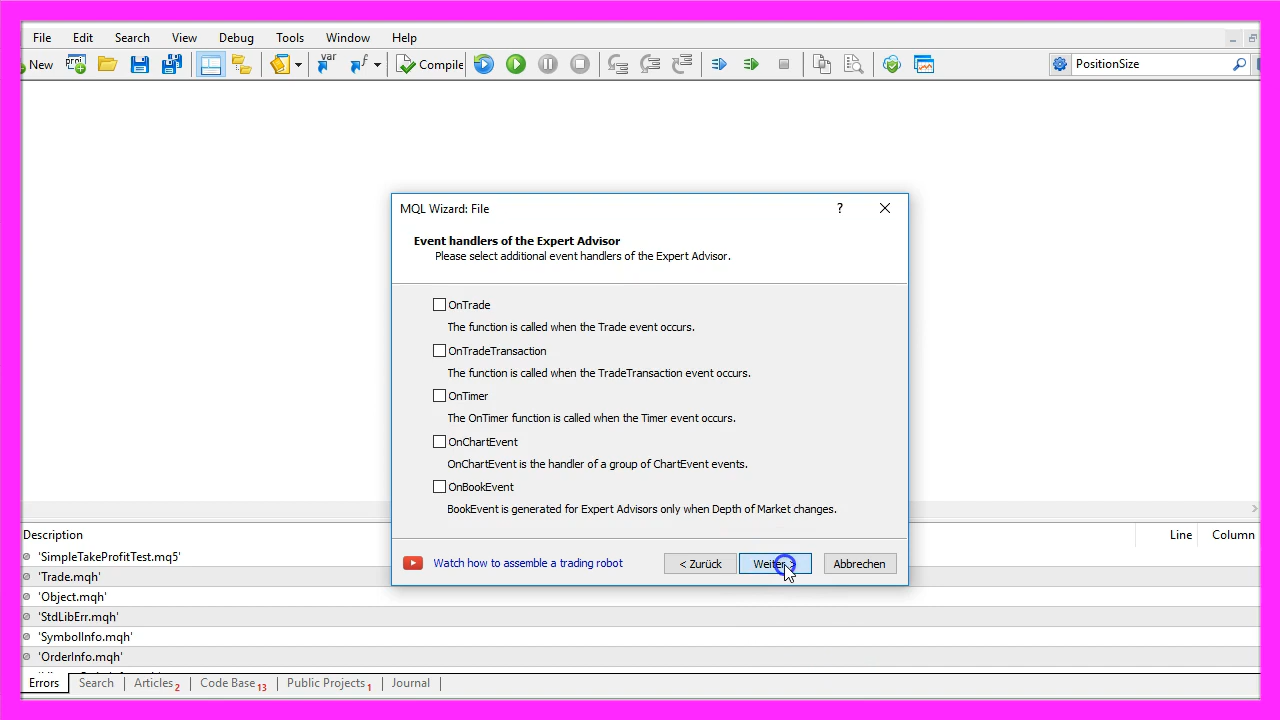 File Edit Search View Debug Tools Window Help
New Compile PositionSize
MQL Wizard: File ?
Event handlers of the Expert Advisor
Please select additional event handlers of the Expert Advisor.
OnTrade
The function is called when the Trade event occurs.
OnTradeTransaction
The function is called when the TradeTransaction event occurs.
OnTimer
The OnTimer function is called when the Timer event occurs.
OnChartEvent
OnChartEvent is the handler of a group of ChartEvent events.
OnBookEvent
BookEvent is generated for Expert Advisors only when Depth of Market changes.
Watch how to assemble a trading robot < Zurück Weiter > Abbrechen
Description Line Column
'SimpleTakeProfitTest.mq5'
'Trade.mqh'
'Object.mqh'
'StdLibErr.mqh'
'SymbolInfo.mqh'
'OrderInfo.mqh'
Errors Search Articles 2 Code Base 13 Public Projects 1 Journal